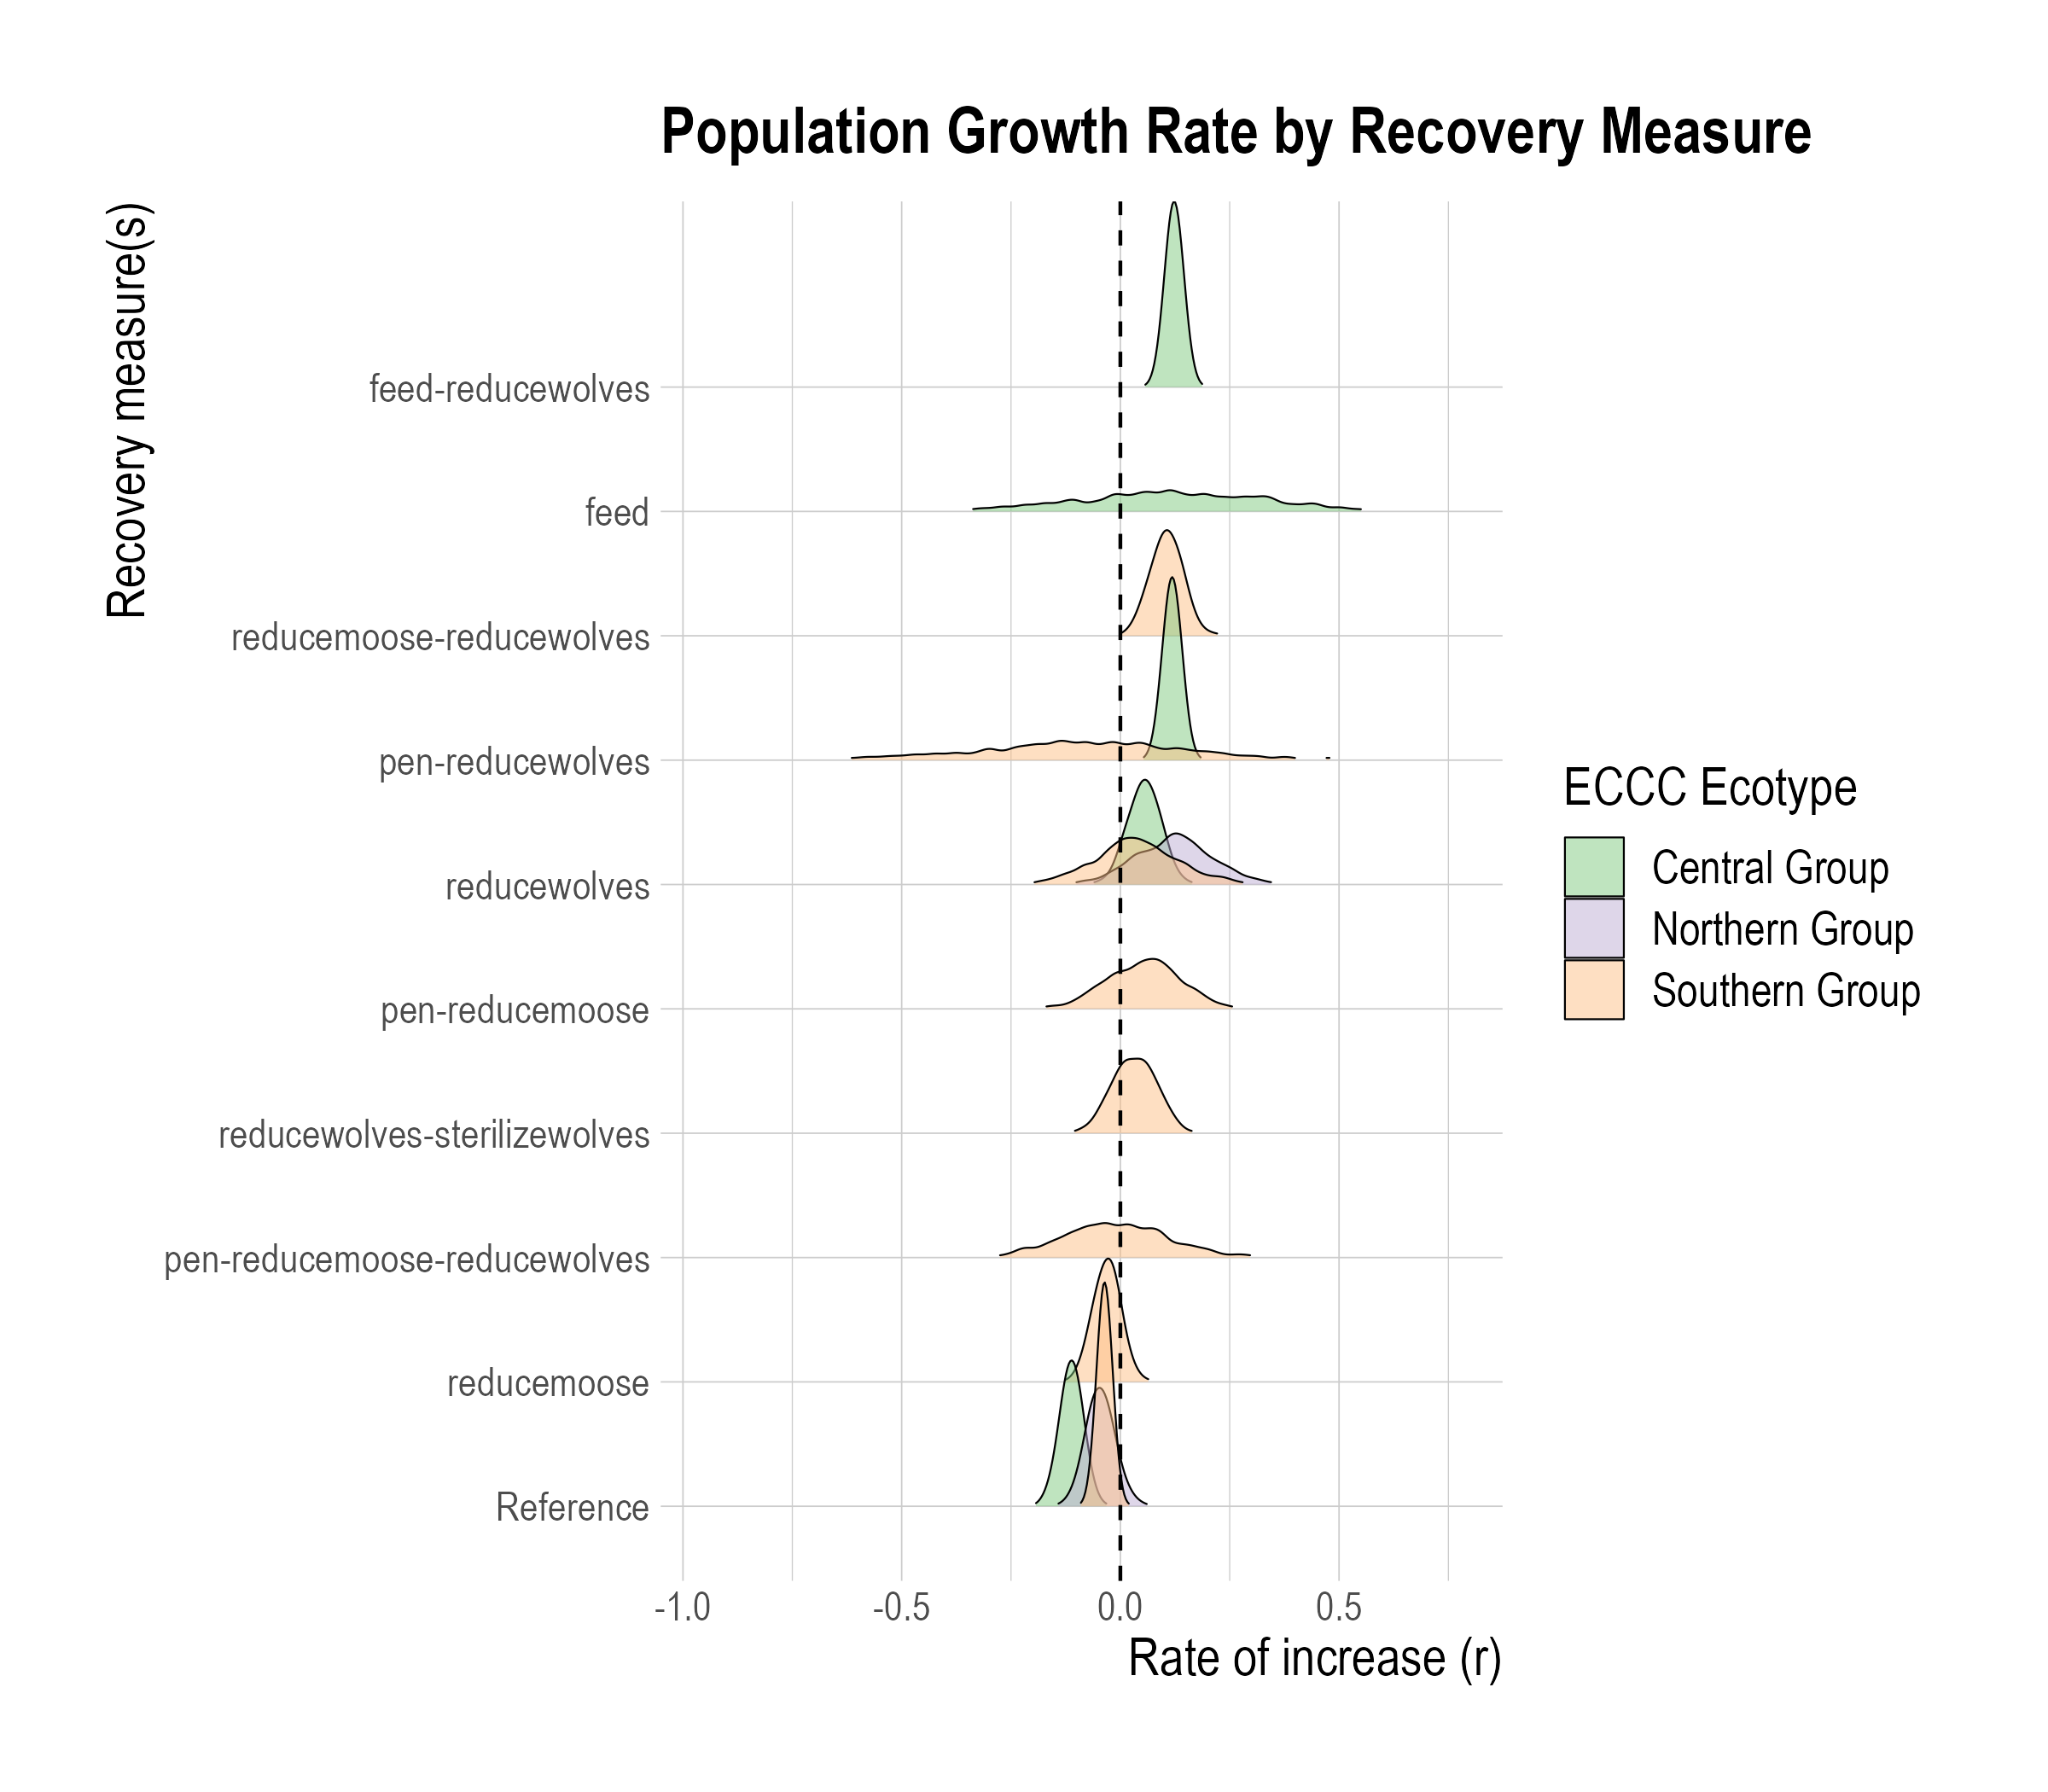 Population Growth Rate by Recovery Measure
Recovery measure(s)
feed-reducewolves
feed
reducemoose-reducewolves
pen-reducewolves
reducewolves
pen-reducemoose
reducewolves-sterilizewolves
pen-reducemoose-reducewolves
reducemoose
Reference
-1.0 -0.5 0.0 0.5
Rate of increase (r)
ECCC Ecotype
Central Group
Northern Group
Southern Group